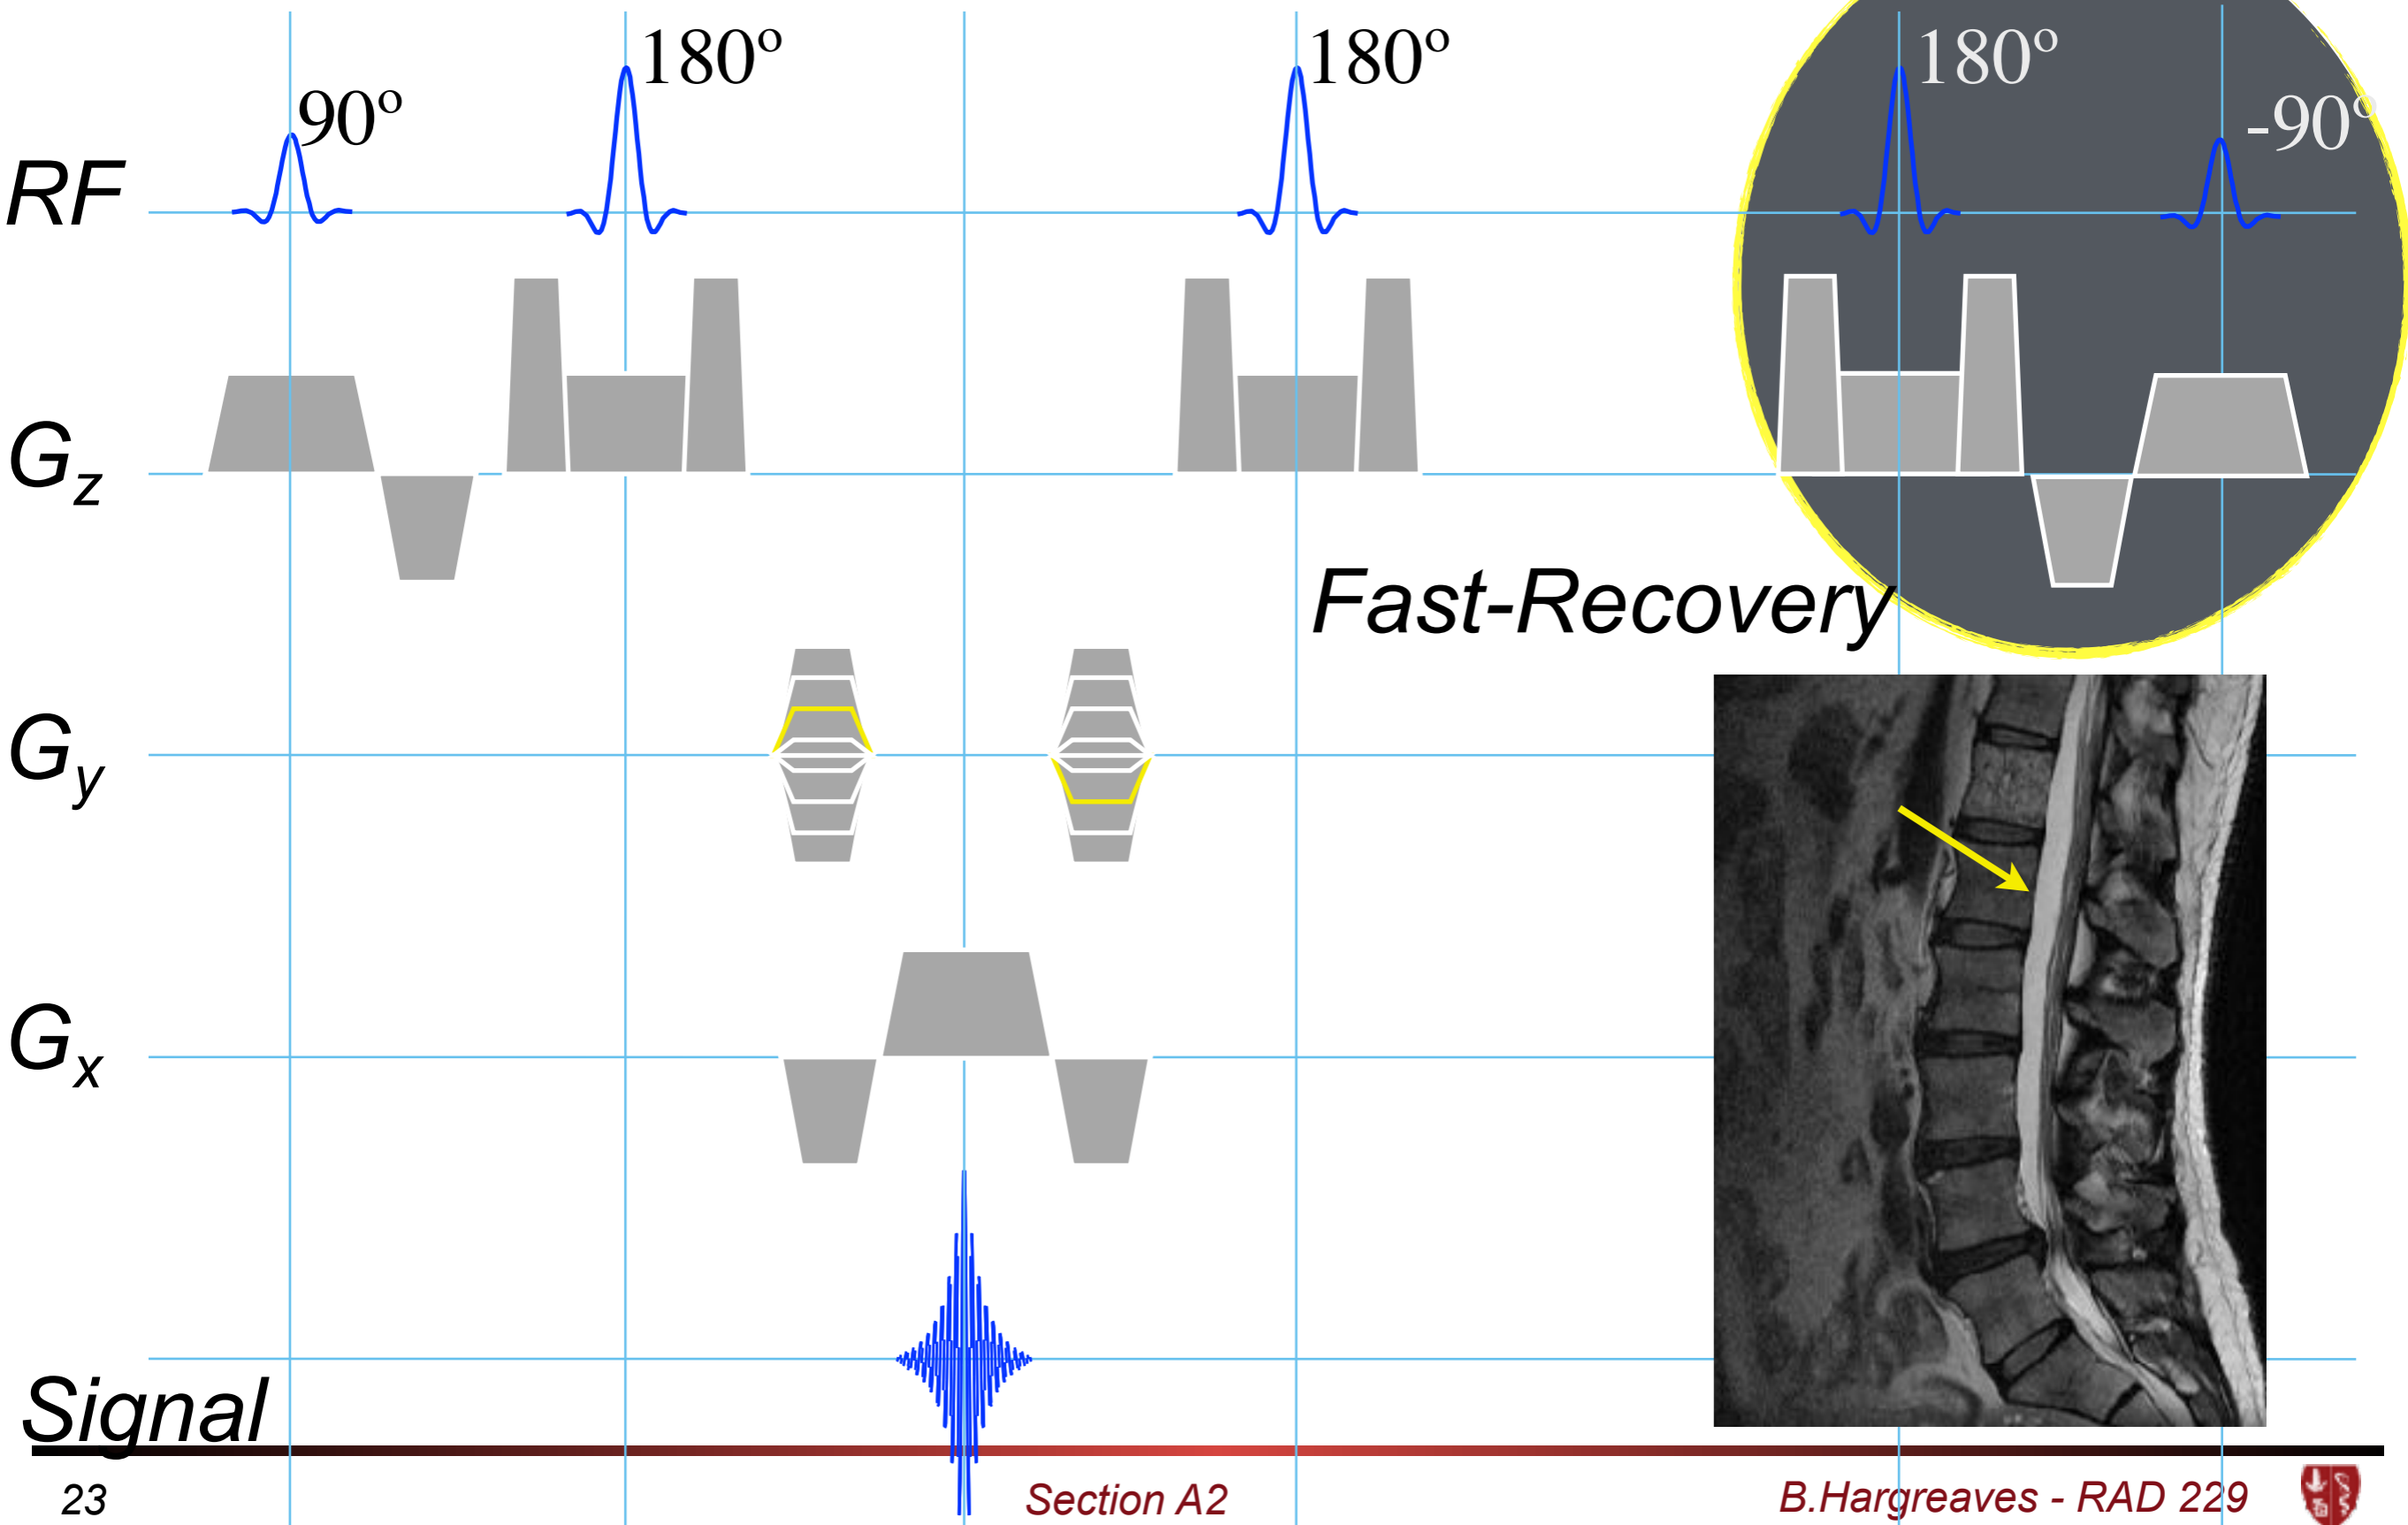 180º
180º
180º
90º
-90º
RF
Gz
Fast-Recovery
Gy
Gx
Signal
23
Section A2
B.Hargreaves - RAD 229